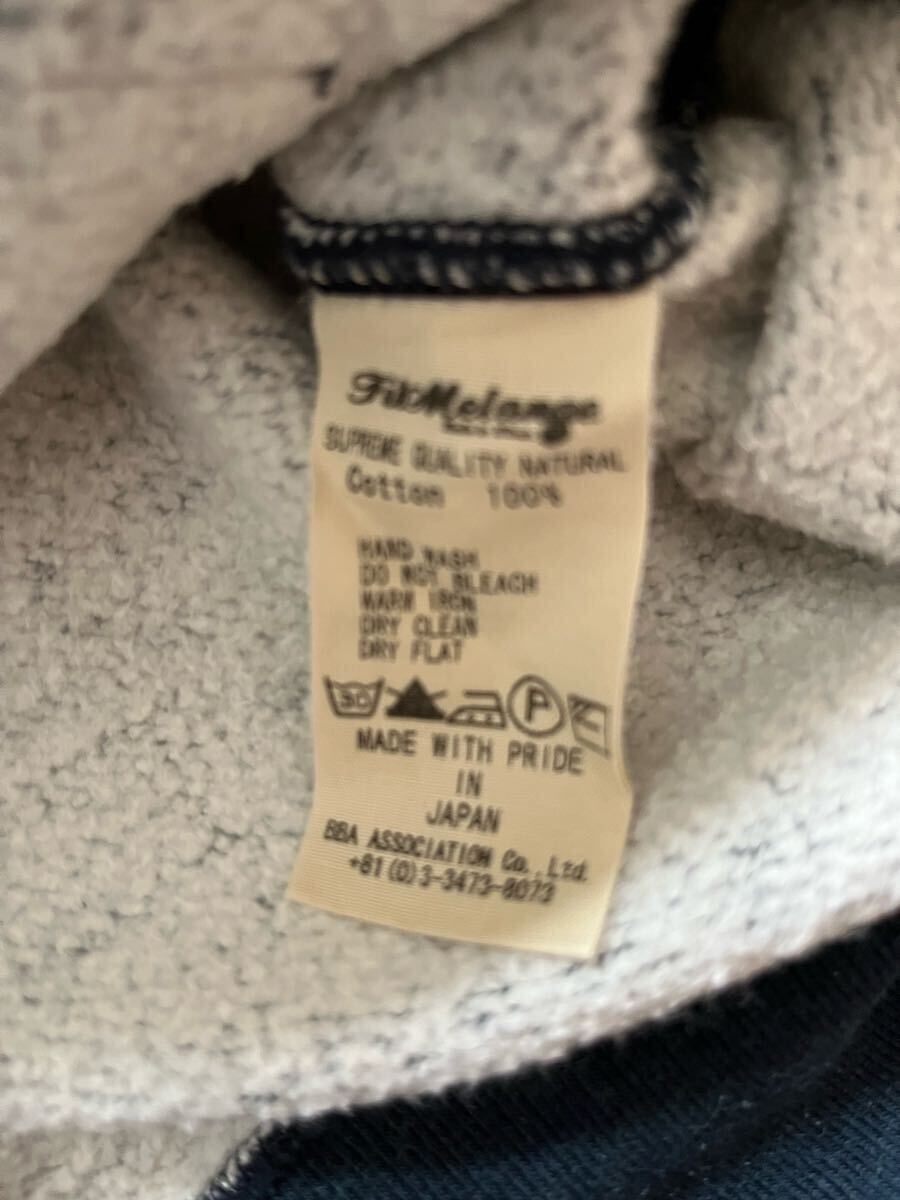 FilMelange
SUPREME QUALITY NATURAL
Cotton 100%
HAND WASH
DO NOT BLEACH
WARM IRON
DRY CLEAN
DRY FLAT
30
P
MADE WITH PRIDE
IN
JAPAN
BBA ASSOCIATION Co., Ltd.
+81(0)3-3473-8073